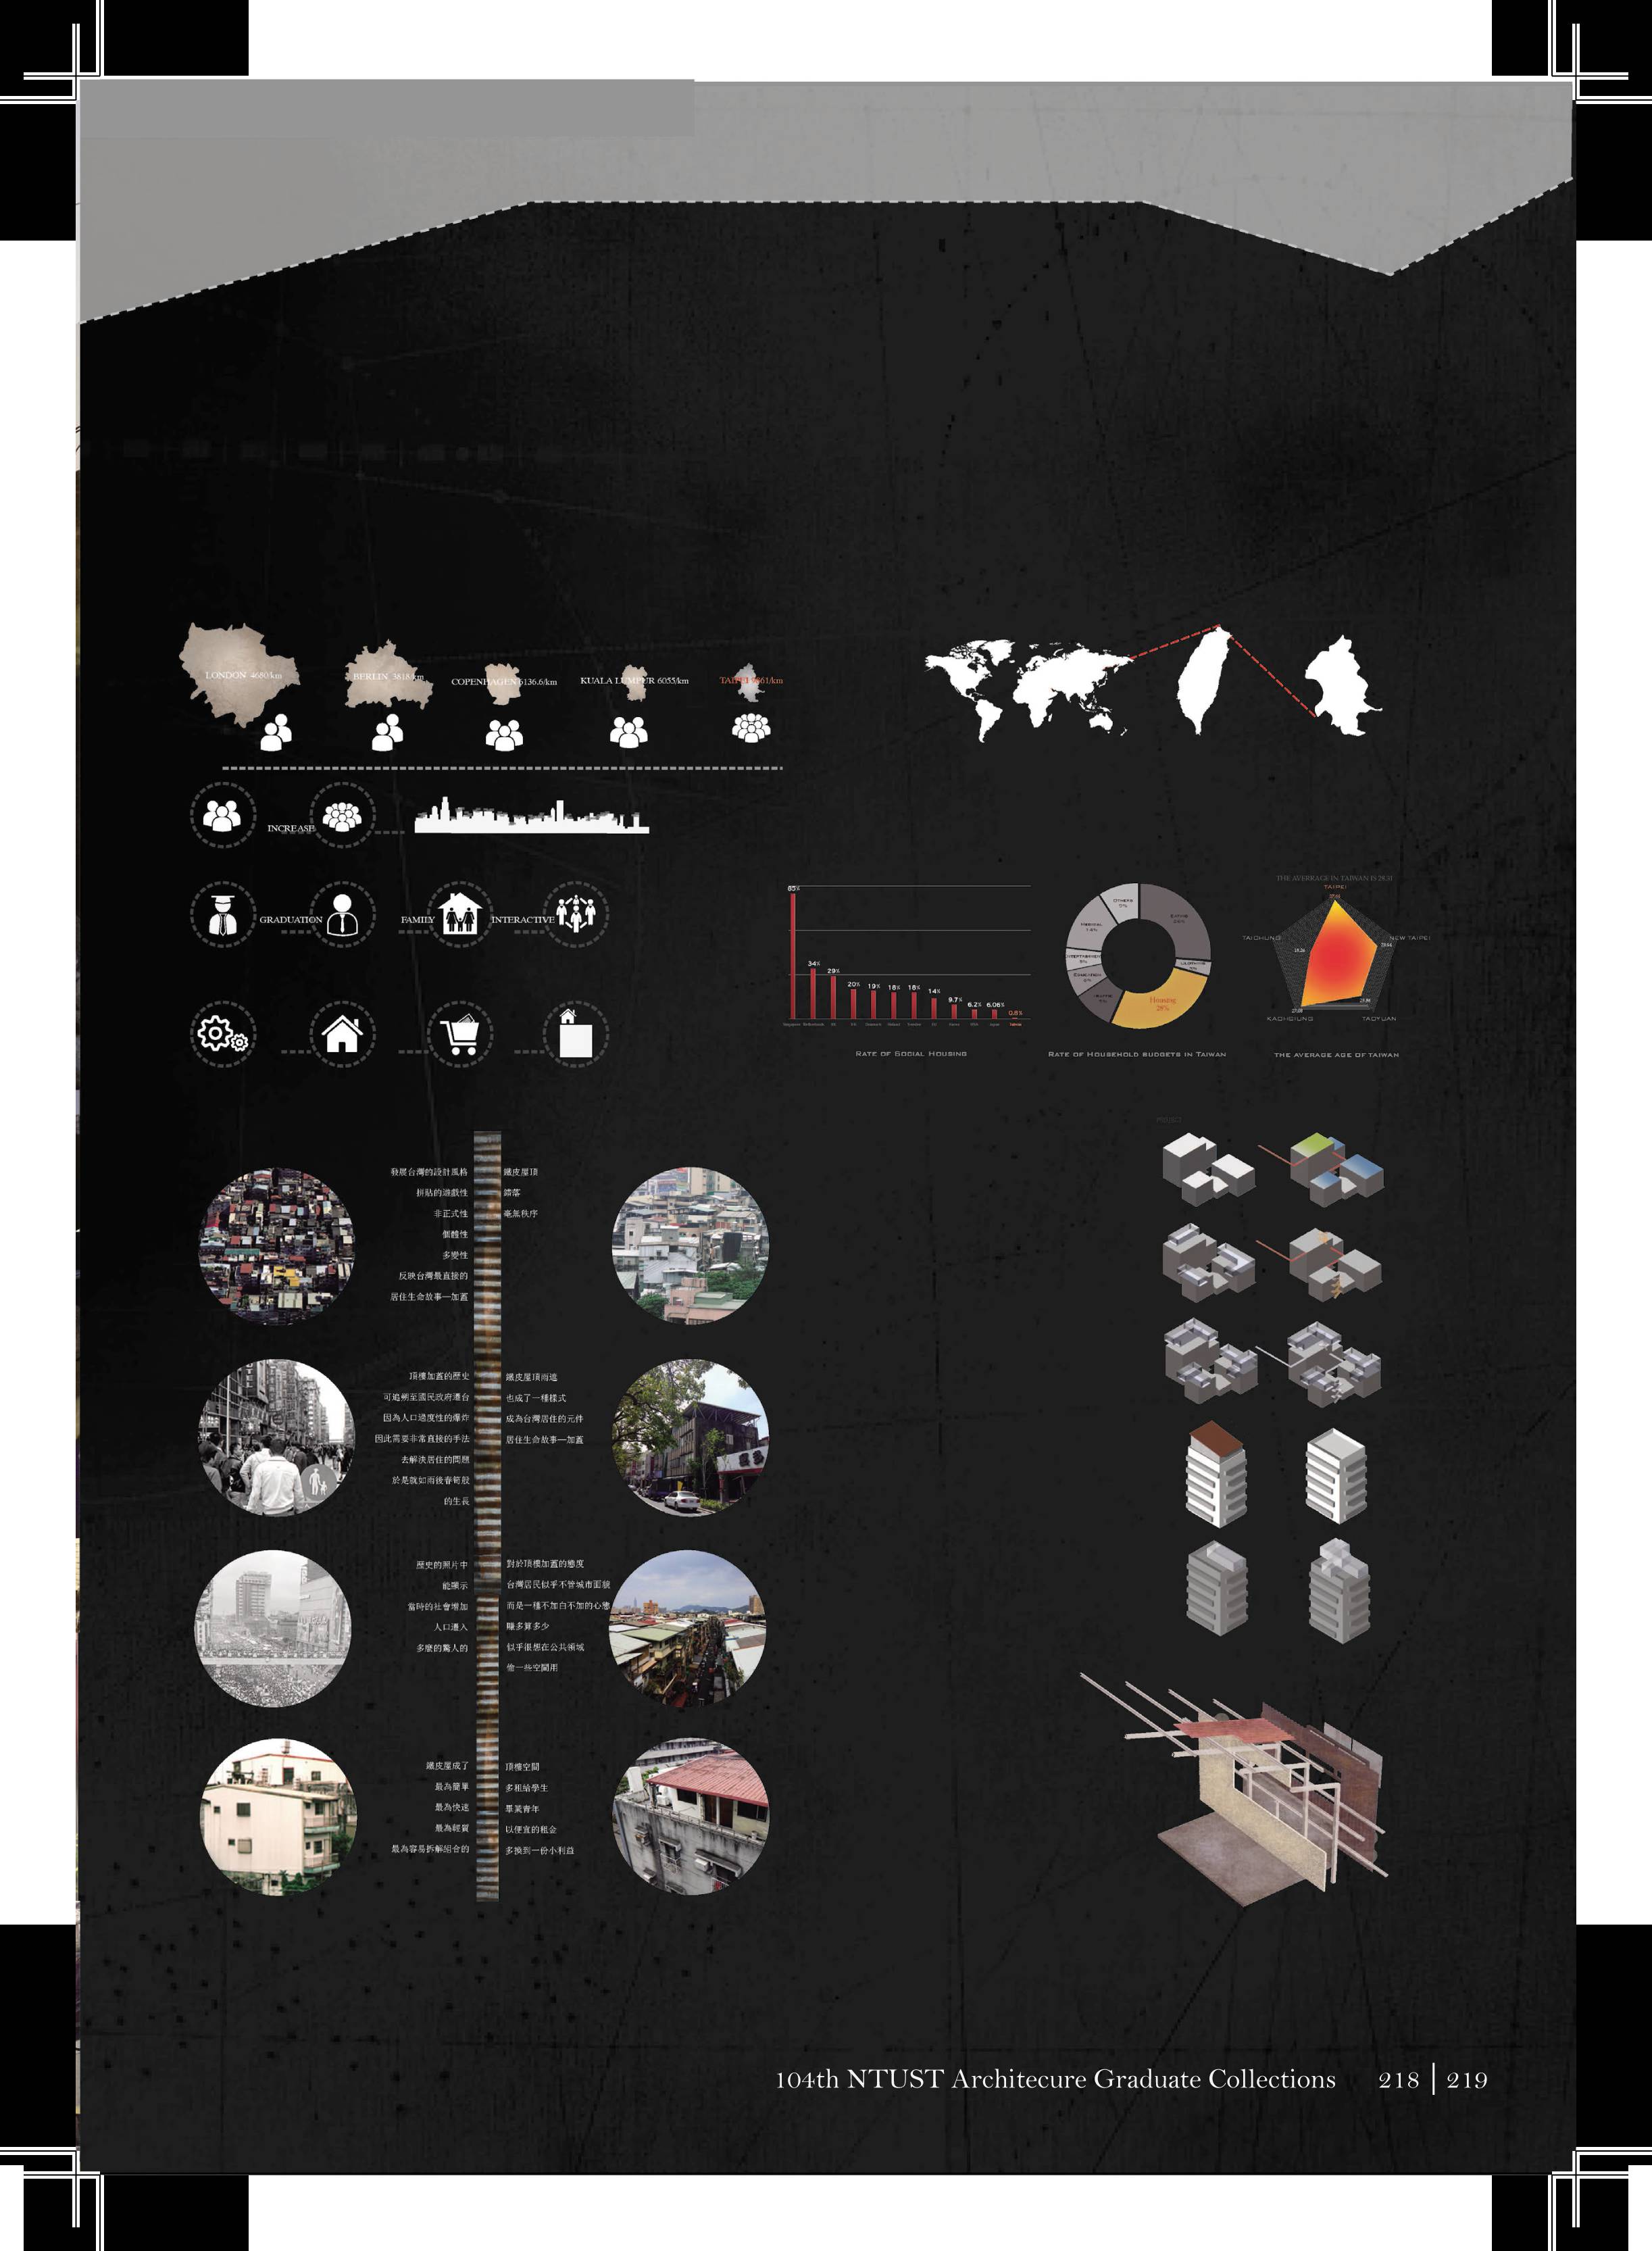 LONDON 4680/km
BERLIN 3818/km
COPENHAGEN 6136.6/km
KUALA LUMPUR 6055/km
TAIPEI 9861/km
INCREASE
GRADUATION
FAMILY
INTERACTIVE
85%
34%
29%
20%
19%
18%
18%
14%
9.7%
6.2%
6.06%
0.8%
RATE OF SOCIAL HOUSING
OTHERS
MEDICAL
14%
EDUCATION
Housing
28%
RATE OF HOUSEHOLD BUDGETS IN TAIWAN
THE AVERRAGE IN TAIWAN IS 28.31
TAIPEI
TAICHUNG
NEW TAIPEI
KAOHSIUNG
TAOYUAN
THE AVERAGE AGE OF TAIWAN
發展台灣的設計風格
拼貼的遊戲性
非正式性
個體性
多變性
反映台灣最直接的
居住生命故事—加蓋
鐵皮屋頂
錯落
毫無秩序
頂樓加蓋的歷史
可追朔至國民政府遷台
因為人口過度性的爆炸
因此需要非常直接的手法
去解決居住的問題
於是就如雨後春筍般
的生長
鐵皮屋頂雨遮
也成了一種樣式
成為台灣居住的元件
居住生命故事—加蓋
歷史的照片中
能顯示
當時的社會增加
人口遷入
多麼的驚人的
對於頂樓加蓋的態度
台灣居民似乎不管城市面貌
而是一種不加白不加的心態
賺多算多少
似乎很想在公共領域
偷一些空間用
鐵皮屋成了
最為簡單
最為快速
最為輕質
最為容易拆解組合的
頂樓空間
多租給學生
畢業青年
以便宜的租金
多換到一份小利益
104th NTUST Architecure Graduate Collections 218 | 219